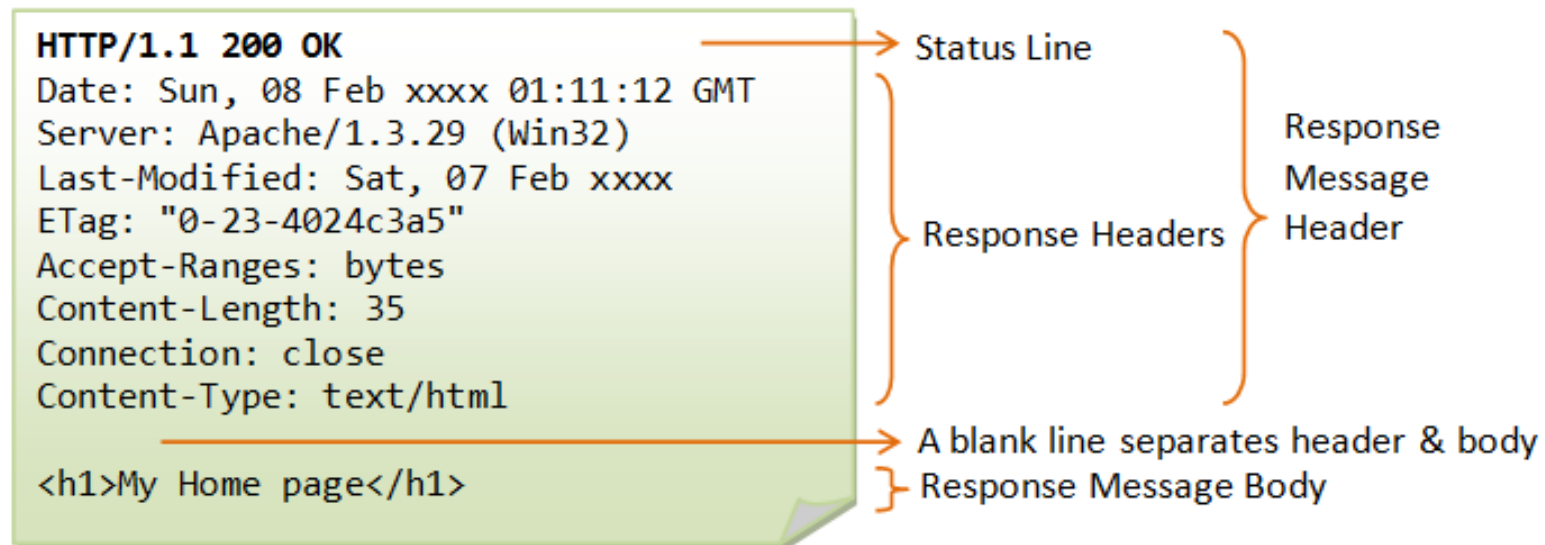 HTTP/1.1 200 OK
Date: Sun, 08 Feb xxxx 01:11:12 GMT
Server: Apache/1.3.29 (Win32)
Last-Modified: Sat, 07 Feb xxxx
ETag: "0-23-4024c3a5"
Accept-Ranges: bytes
Content-Length: 35
Connection: close
Content-Type: text/html
<h1>My Home page</h1>
Status Line
Response Headers
Response
Message
Header
A blank line separates header & body
Response Message Body